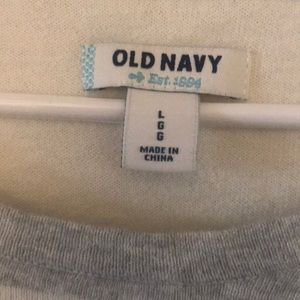 OLD NAVY
Est. 1994
L
G
G
MADE IN
CHINA